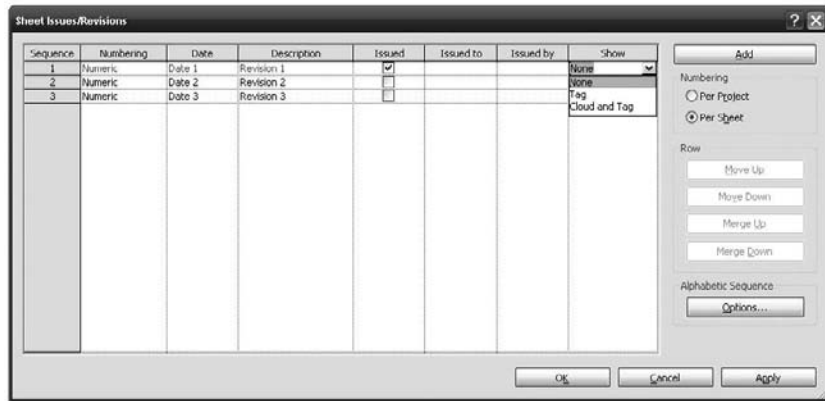 Sheet Issues/Revisions
Sequence Numbering Date Description Issued Issued to Issued by Show
1 Numeric Date 1 Revision 1 None
2 Numeric Date 2 Revision 2 None
3 Numeric Date 3 Revision 3 Tag
Cloud and Tag
Add
Numbering
Per Project
Per Sheet
Row
Move Up
Move Down
Merge Up
Merge Down
Alphabetic Sequence
Options...
OK Cancel Apply